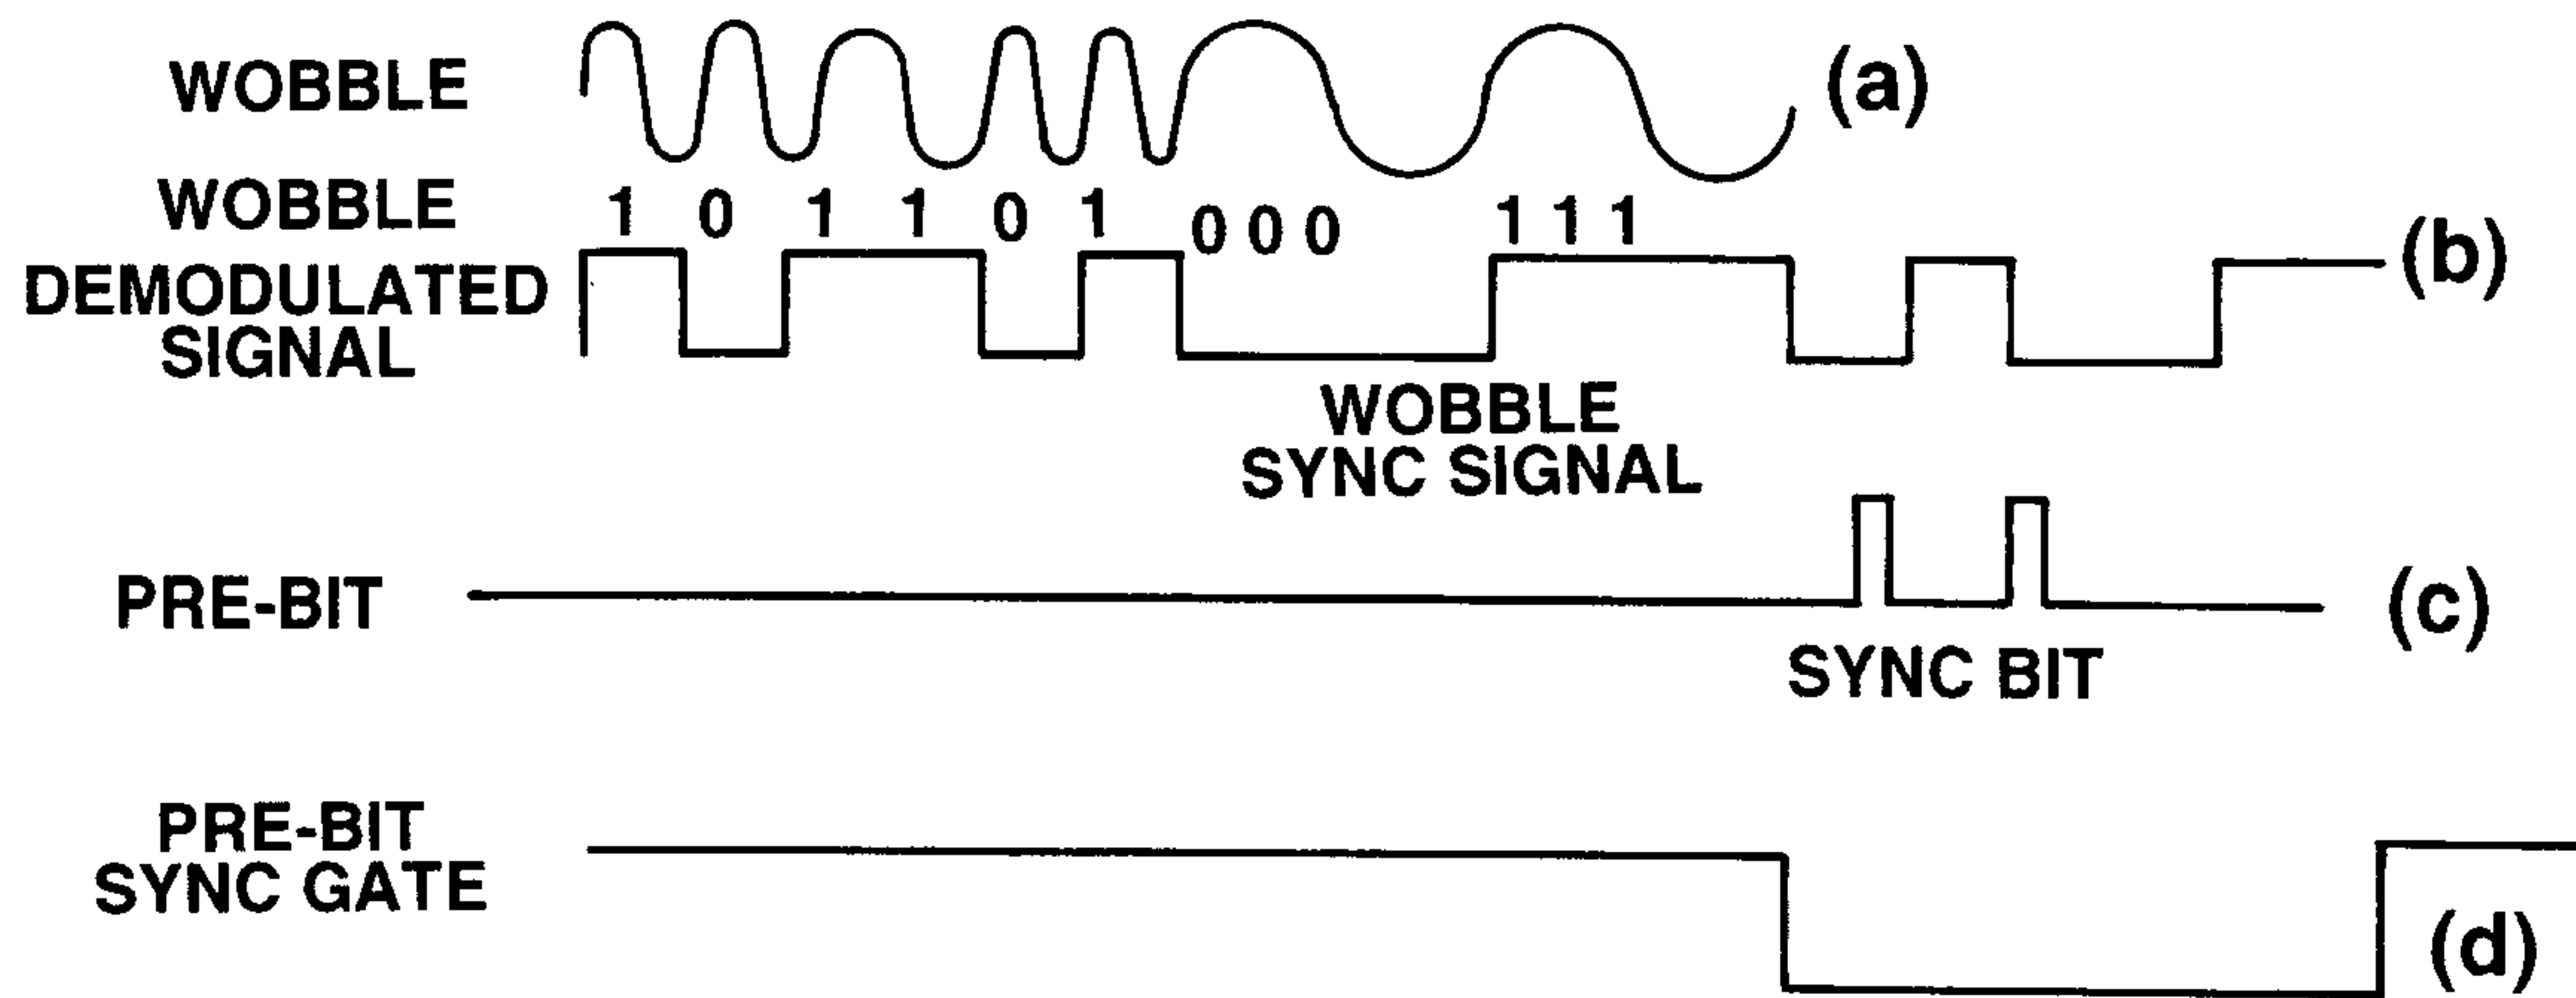 WOBBLE
(a)
WOBBLE
DEMODULATED
SIGNAL
1 0 1 1 0 1 0 0 0 1 1 1
(b)
WOBBLE
SYNC SIGNAL
PRE-BIT
(c)
SYNC BIT
PRE-BIT
SYNC GATE
(d)